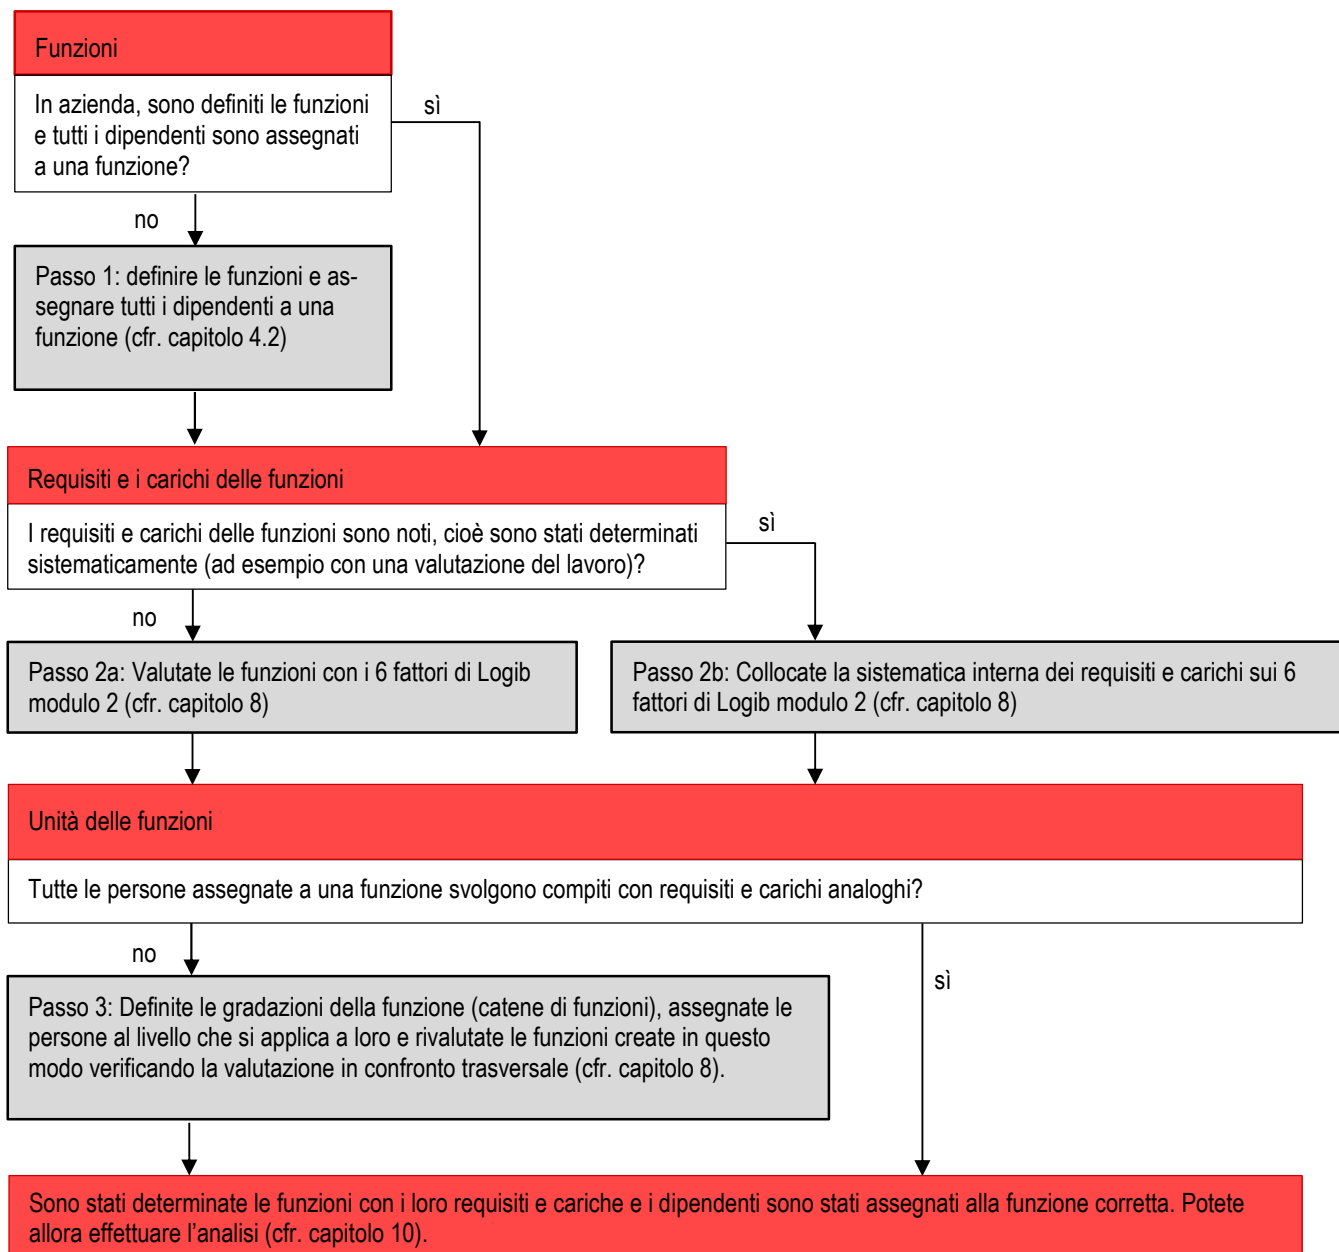 Funzioni
In azienda, sono definiti le funzioni
e tutti i dipendenti sono assegnati
a una funzione?
sì
no
Passo 1: definire le funzioni e as-
segnare tutti i dipendenti a una
funzione (cfr. capitolo 4.2)
Requisiti e i carichi delle funzioni
I requisiti e carichi delle funzioni sono noti, cioè sono stati determinati
sistematicamente (ad esempio con una valutazione del lavoro)?
sì
no
Passo 2a: Valutate le funzioni con i 6 fattori di Logib
modulo 2 (cfr. capitolo 8)
Passo 2b: Collocate la sistematica interna dei requisiti e carichi sui 6
fattori di Logib modulo 2 (cfr. capitolo 8)
Unità delle funzioni
Tutte le persone assegnate a una funzione svolgono compiti con requisiti e carichi analoghi?
no
sì
Passo 3: Definite le gradazioni della funzione (catene di funzioni), assegnate le
persone al livello che si applica a loro e rivalutate le funzioni create in questo
modo verificando la valutazione in confronto trasversale (cfr. capitolo 8).
Sono stati determinate le funzioni con i loro requisiti e cariche e i dipendenti sono stati assegnati alla funzione corretta. Potete
allora effettuare l'analisi (cfr. capitolo 10).